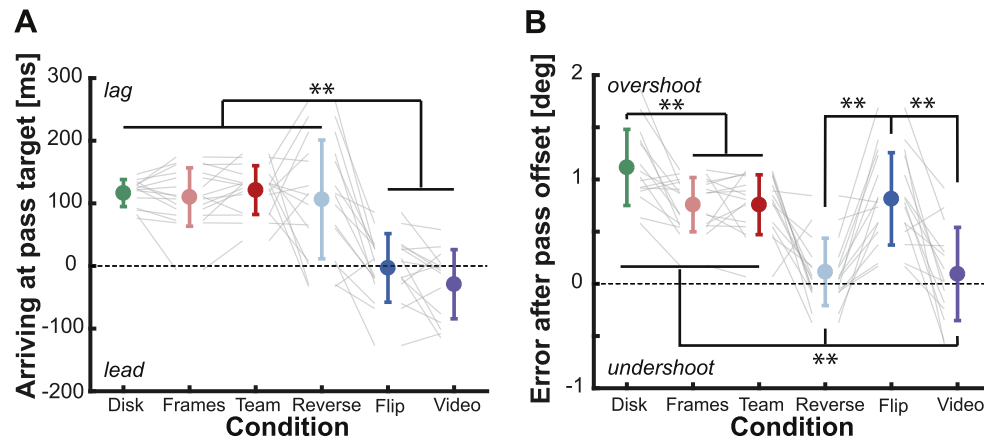 A
Arriving at pass target [ms]
300
200
100
0
-100
-200
lag
**
lead
Disk Frames Team Reverse Flip Video
Condition
B
Error after pass offset [deg]
2
1
0
-1
overshoot
** ** **
**
undershoot
Disk Frames Team Reverse Flip Video
Condition